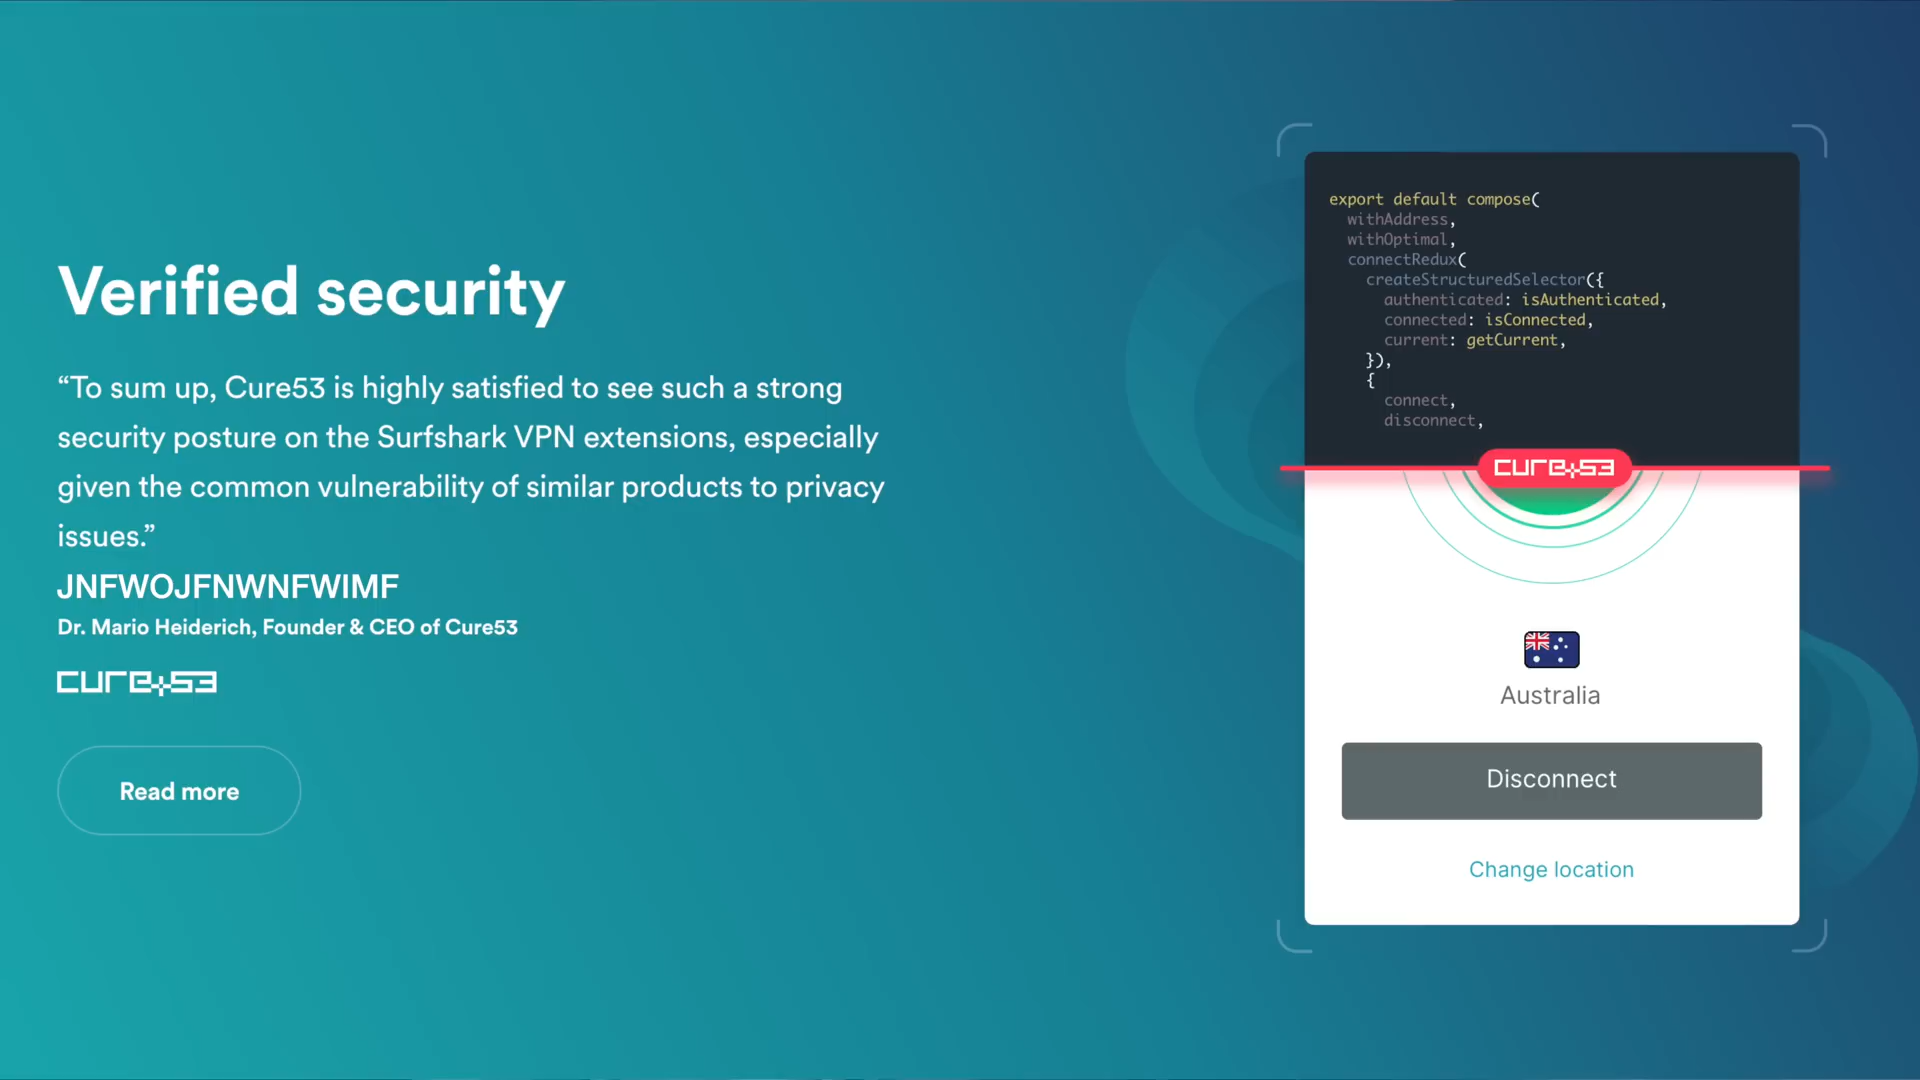 Verified security
“To sum up, Cure53 is highly satisfied to see such a strong
security posture on the Surfshark VPN extensions, especially
given the common vulnerability of similar products to privacy
issues.”
JNFWOJFNWNFWIMF
Dr. Mario Heiderich, Founder & CEO of Cure53
cure53
Read more
export default compose(
withAddress,
withOptimal,
connectRedux(
createStructuredSelector({
authenticated: isAuthenticated,
connected: isConnected,
current: getCurrent,
}),
{
connect,
disconnect,
cure53
Australia
Disconnect
Change location